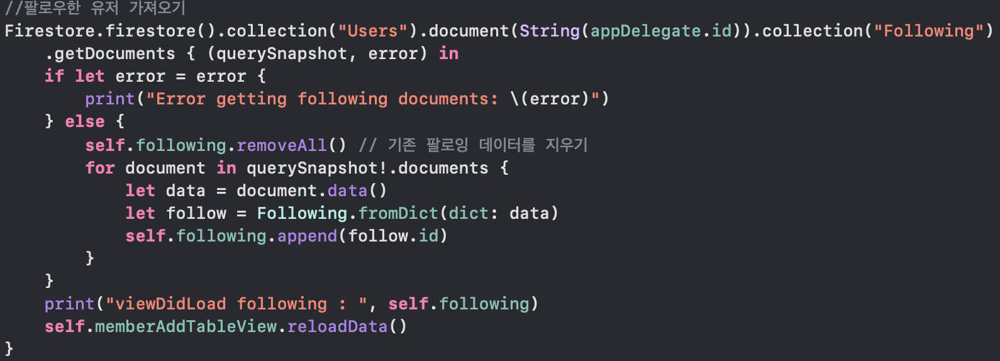 //팔로우한 유저 가져오기
Firestore.firestore().collection("Users").document(String(appDelegate.id)).collection("Following")
    .getDocuments { (querySnapshot, error) in
    if let error = error {
        print("Error getting following documents: \(error)")
    } else {
        self.following.removeAll() // 기존 팔로잉 데이터를 지우기
        for document in querySnapshot!.documents {
            let data = document.data()
            let follow = Following.fromDict(dict: data)
            self.following.append(follow.id)
        }
    }
    print("viewDidLoad following : ", self.following)
    self.memberAddTableView.reloadData()
}